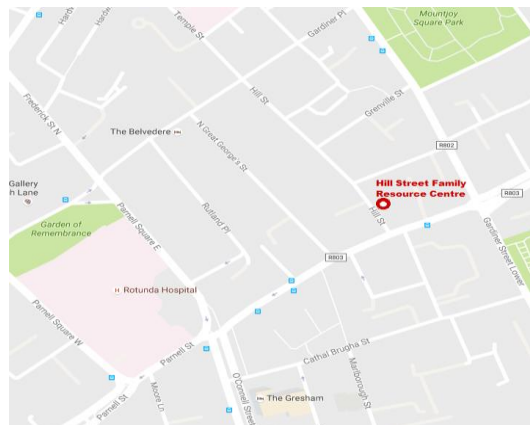 Mountjoy
Square Park
Temple St
Gardiner Pl
Hardw
Harde
Frederick St N
Hill St
Grenville St
The Belvedere
N Great George's St
R802
Gallery
h Lane
Hill Street Family
Resource Centre
R803
Hill St
Rutland Pl
Garden of
Remembrance
Parnell Square E
Gardiner Street Lower
R803
H Rotunda Hospital
Parnell Square W
Parnell St
Cathal Brugha St
Marlborough St
O'Connell Street
Moore Ln
Parnell St
The Gresham